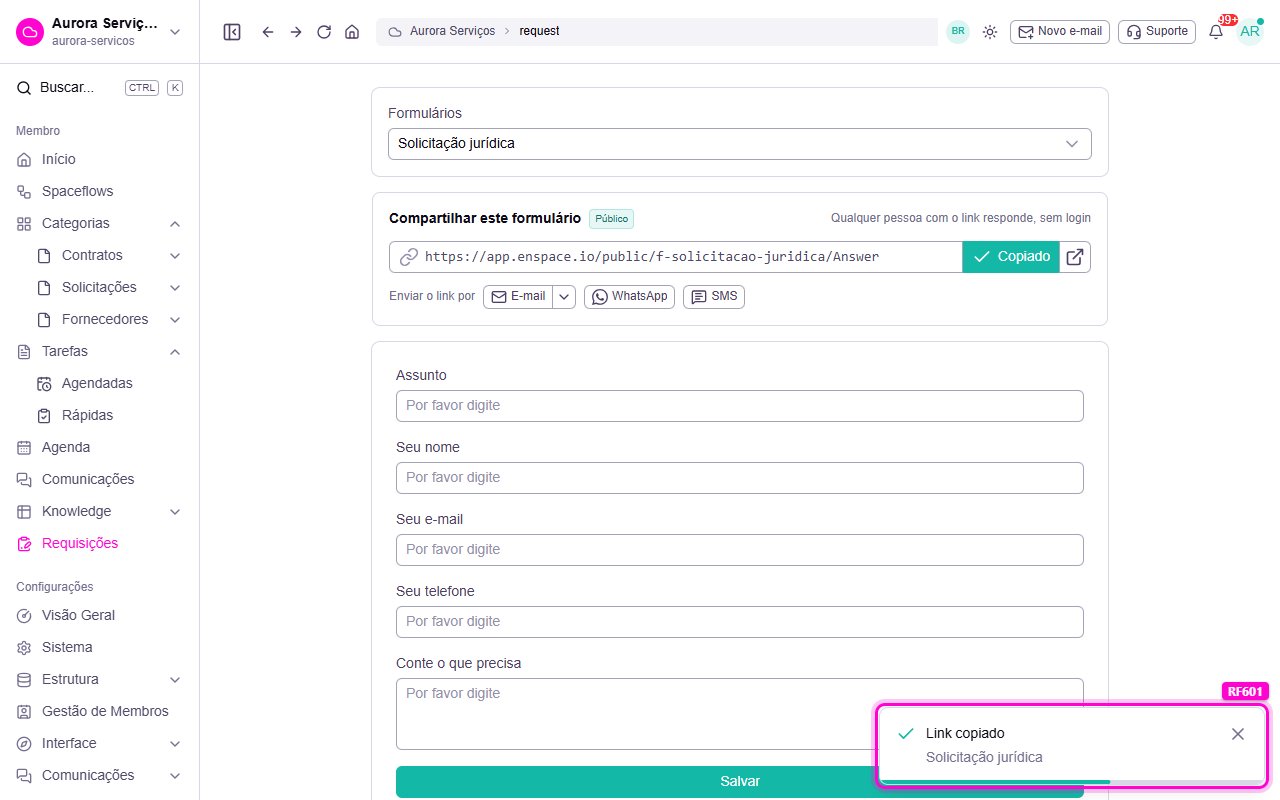 Aurora Serviç...
aurora-servicos
Buscar...
CTRL K
Membro
Início
Spaceflows
Categorias
Contratos
Solicitações
Fornecedores
Tarefas
Agendadas
Rápidas
Agenda
Comunicações
Knowledge
Requisições
Configurações
Visão Geral
Sistema
Estrutura
Gestão de Membros
Interface
Comunicações
Aurora Serviços > request
BR
Novo e-mail
Suporte
99+
AR
Formulários
Solicitação jurídica
Compartilhar este formulário Público
Qualquer pessoa com o link responde, sem login
https://app.enspace.io/public/f-solicitacao-juridica/Answer
Copiado
Enviar o link por E-mail WhatsApp SMS
Assunto
Por favor digite
Seu nome
Por favor digite
Seu e-mail
Por favor digite
Seu telefone
Por favor digite
Conte o que precisa
Por favor digite
Salvar
RF601
Link copiado
Solicitação jurídica